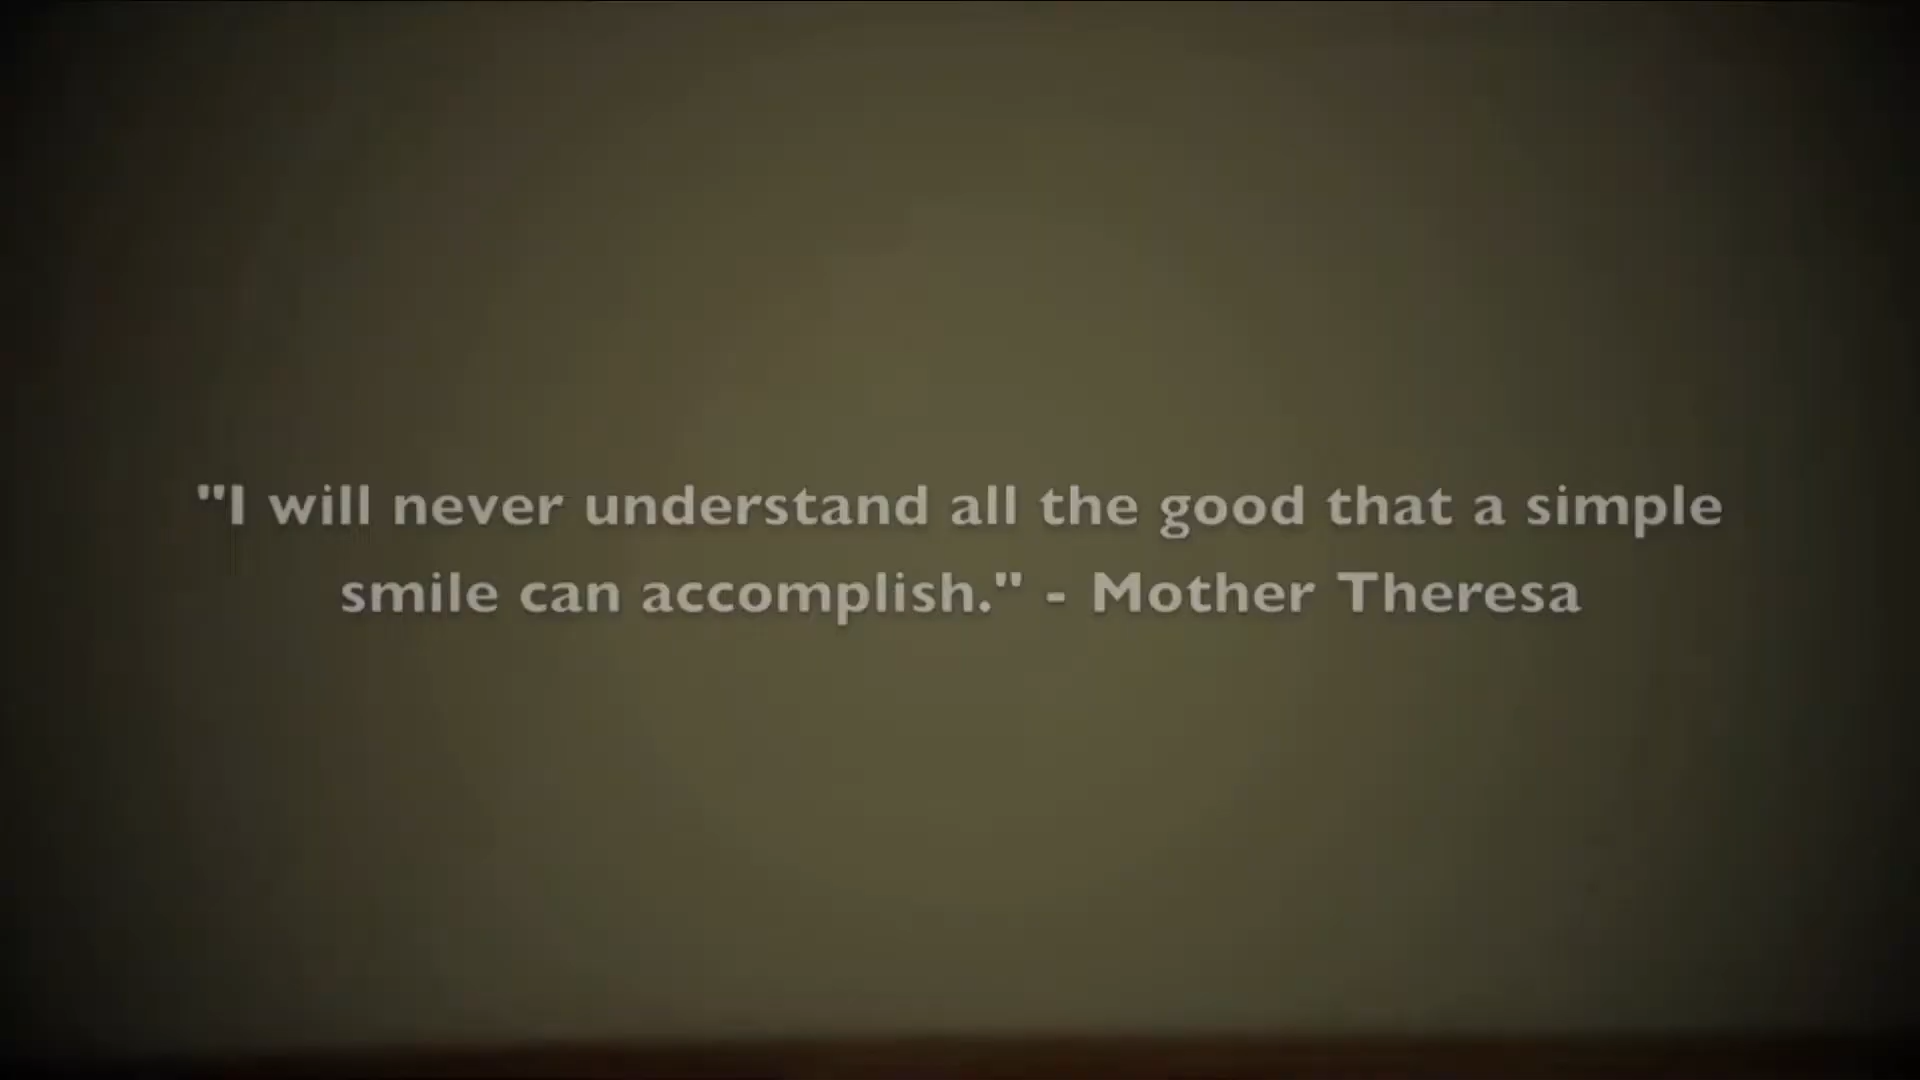 "I will never understand all the good that a simple
smile can accomplish." - Mother Theresa